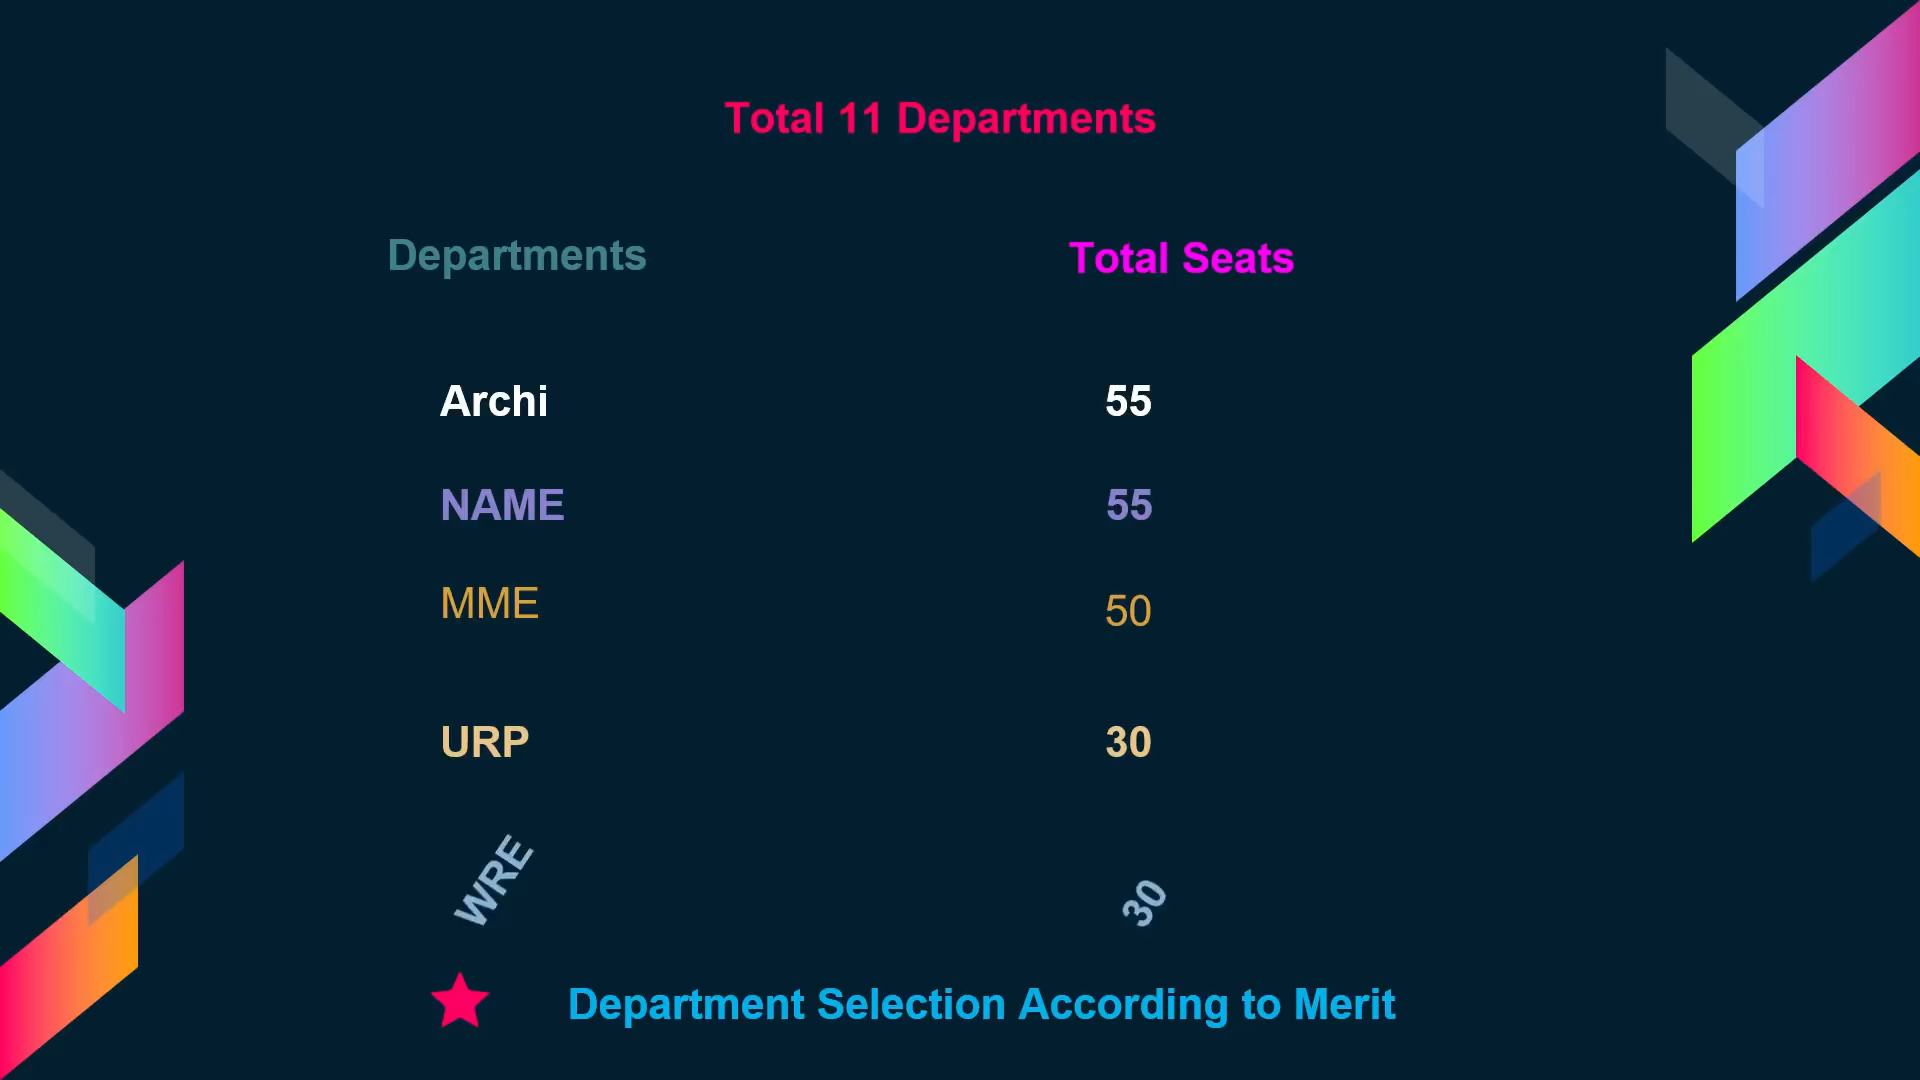 Total 11 Departments
Departments Total Seats
Archi 55
NAME 55
MME 50
URP 30
WRE 30
Department Selection According to Merit